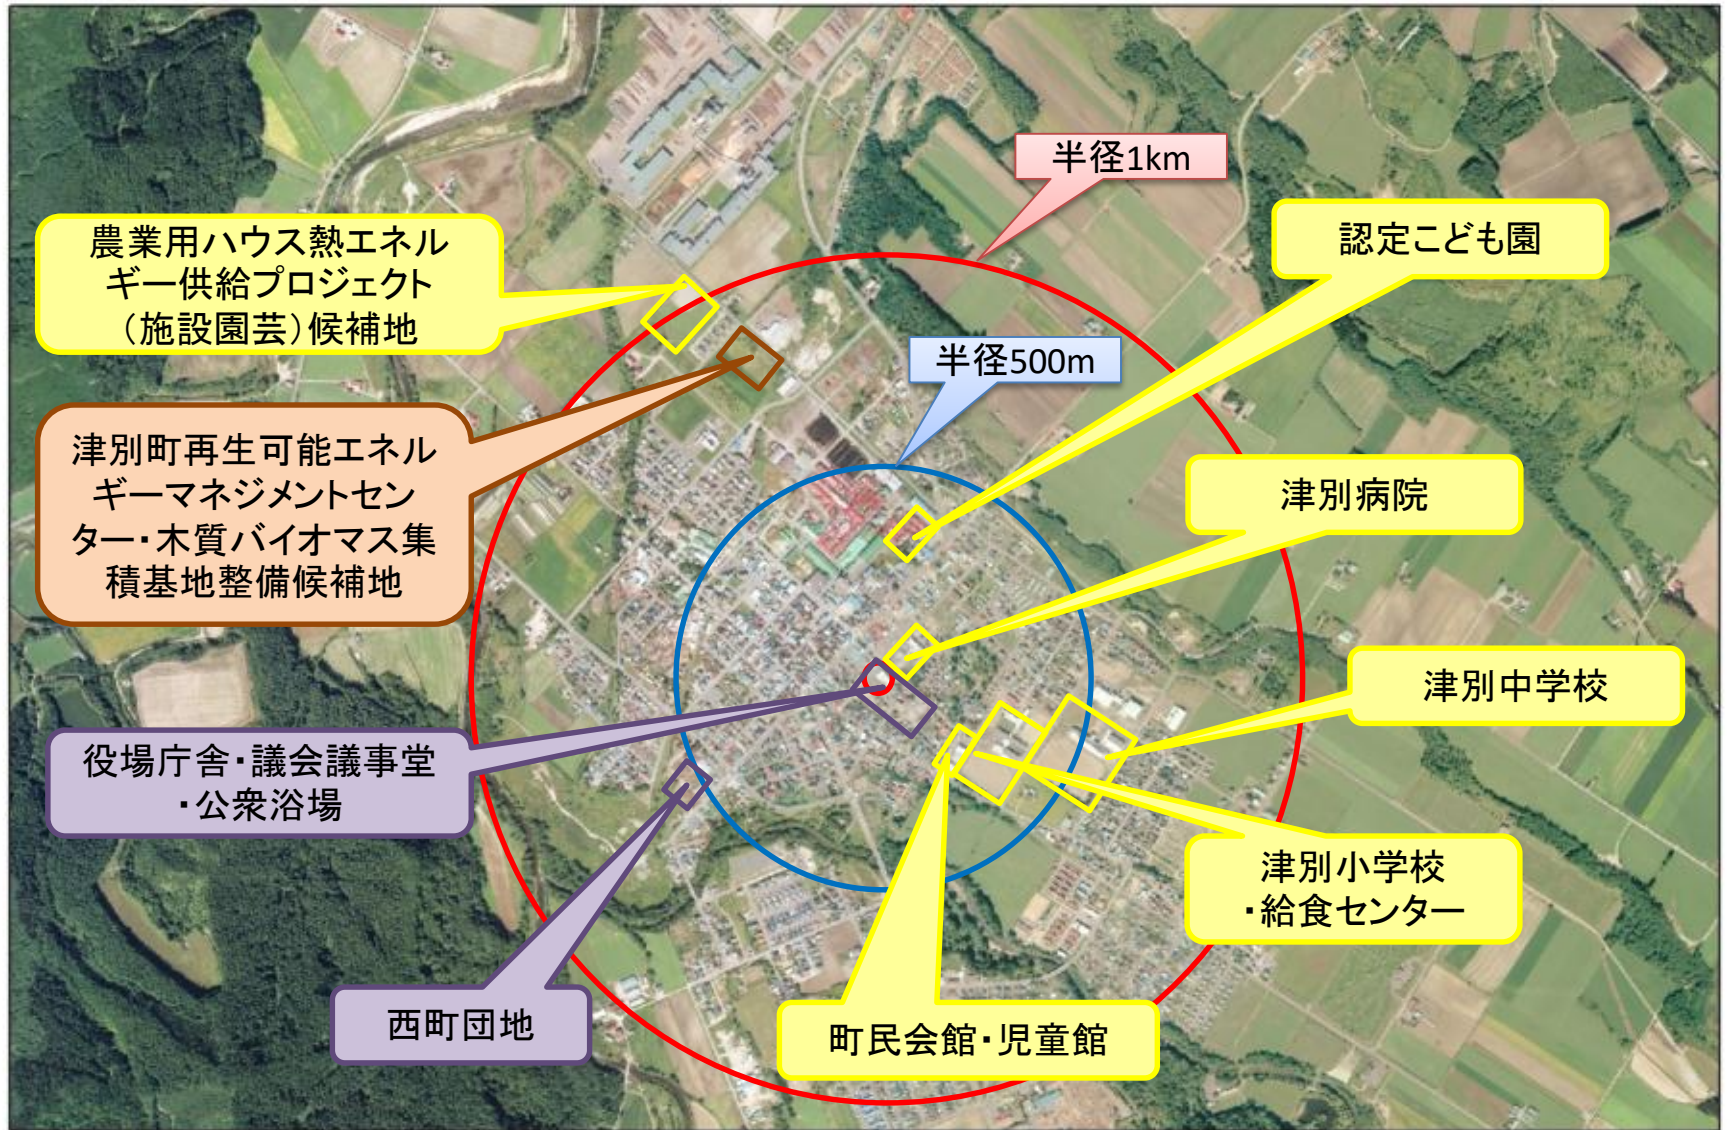 半径1km
認定こども園
農業用ハウス熱エネル
ギー供給プロジェクト
（施設園芸）候補地
半径500m
津別町再生可能エネル
ギーマネジメントセン
ター・木質バイオマス集
積基地整備候補地
津別病院
津別中学校
役場庁舎・議会議事堂
・公衆浴場
津別小学校
・給食センター
西町団地
町民会館・児童館